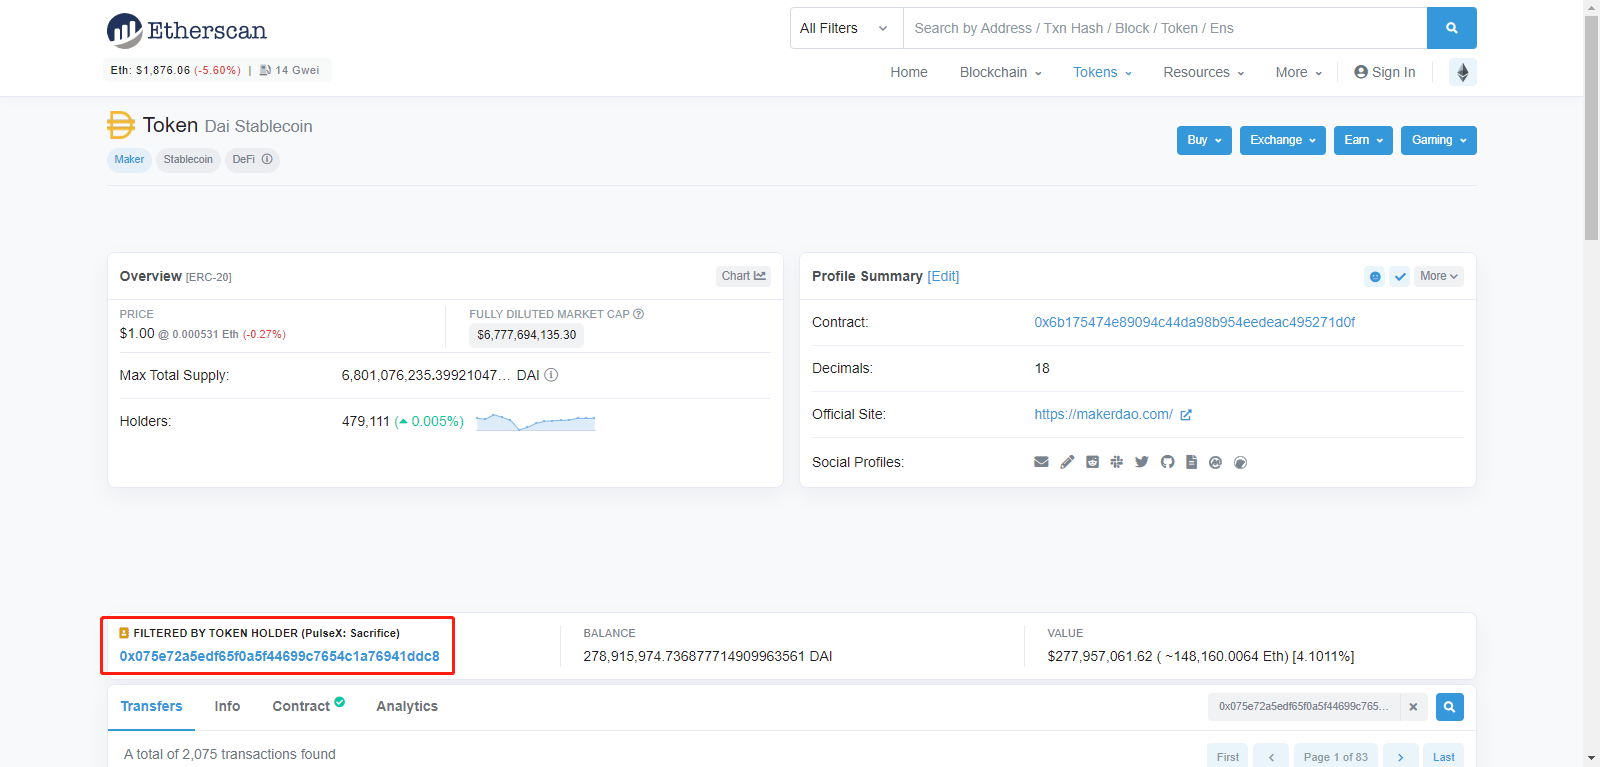 Etherscan
All Filters
Search by Address / Txn Hash / Block / Token / Ens
Eth: $1,876.06 (-5.60%) | 14 Gwei
Home Blockchain Tokens Resources More Sign In
Token Dai Stablecoin
Maker Stablecoin DeFi
Buy Exchange Earn Gaming
Overview [ERC-20]
Chart
PRICE
$1.00 @ 0.000531 Eth (-0.27%)
FULLY DILUTED MARKET CAP
$6,777,694,135.30
Max Total Supply: 6,801,076,235.39921047... DAI
Holders: 479,111 (0.005%)
Profile Summary [Edit]
More
Contract: 0x6b175474e89094c44da98b954eedeac495271d0f
Decimals: 18
Official Site: https://makerdao.com/
Social Profiles:
FILTERED BY TOKEN HOLDER (PulseX: Sacrifice)
0x075e72a5edf65f0a5f44699c7654c1a76941ddc8
BALANCE
278,915,974.736877714909963561 DAI
VALUE
$277,957,061.62 ( ~148,160.0064 Eth) [4.1011%]
Transfers Info Contract Analytics
0x075e72a5edf65f0a5f44699c765...
A total of 2,075 transactions found
First Page 1 of 83 Last